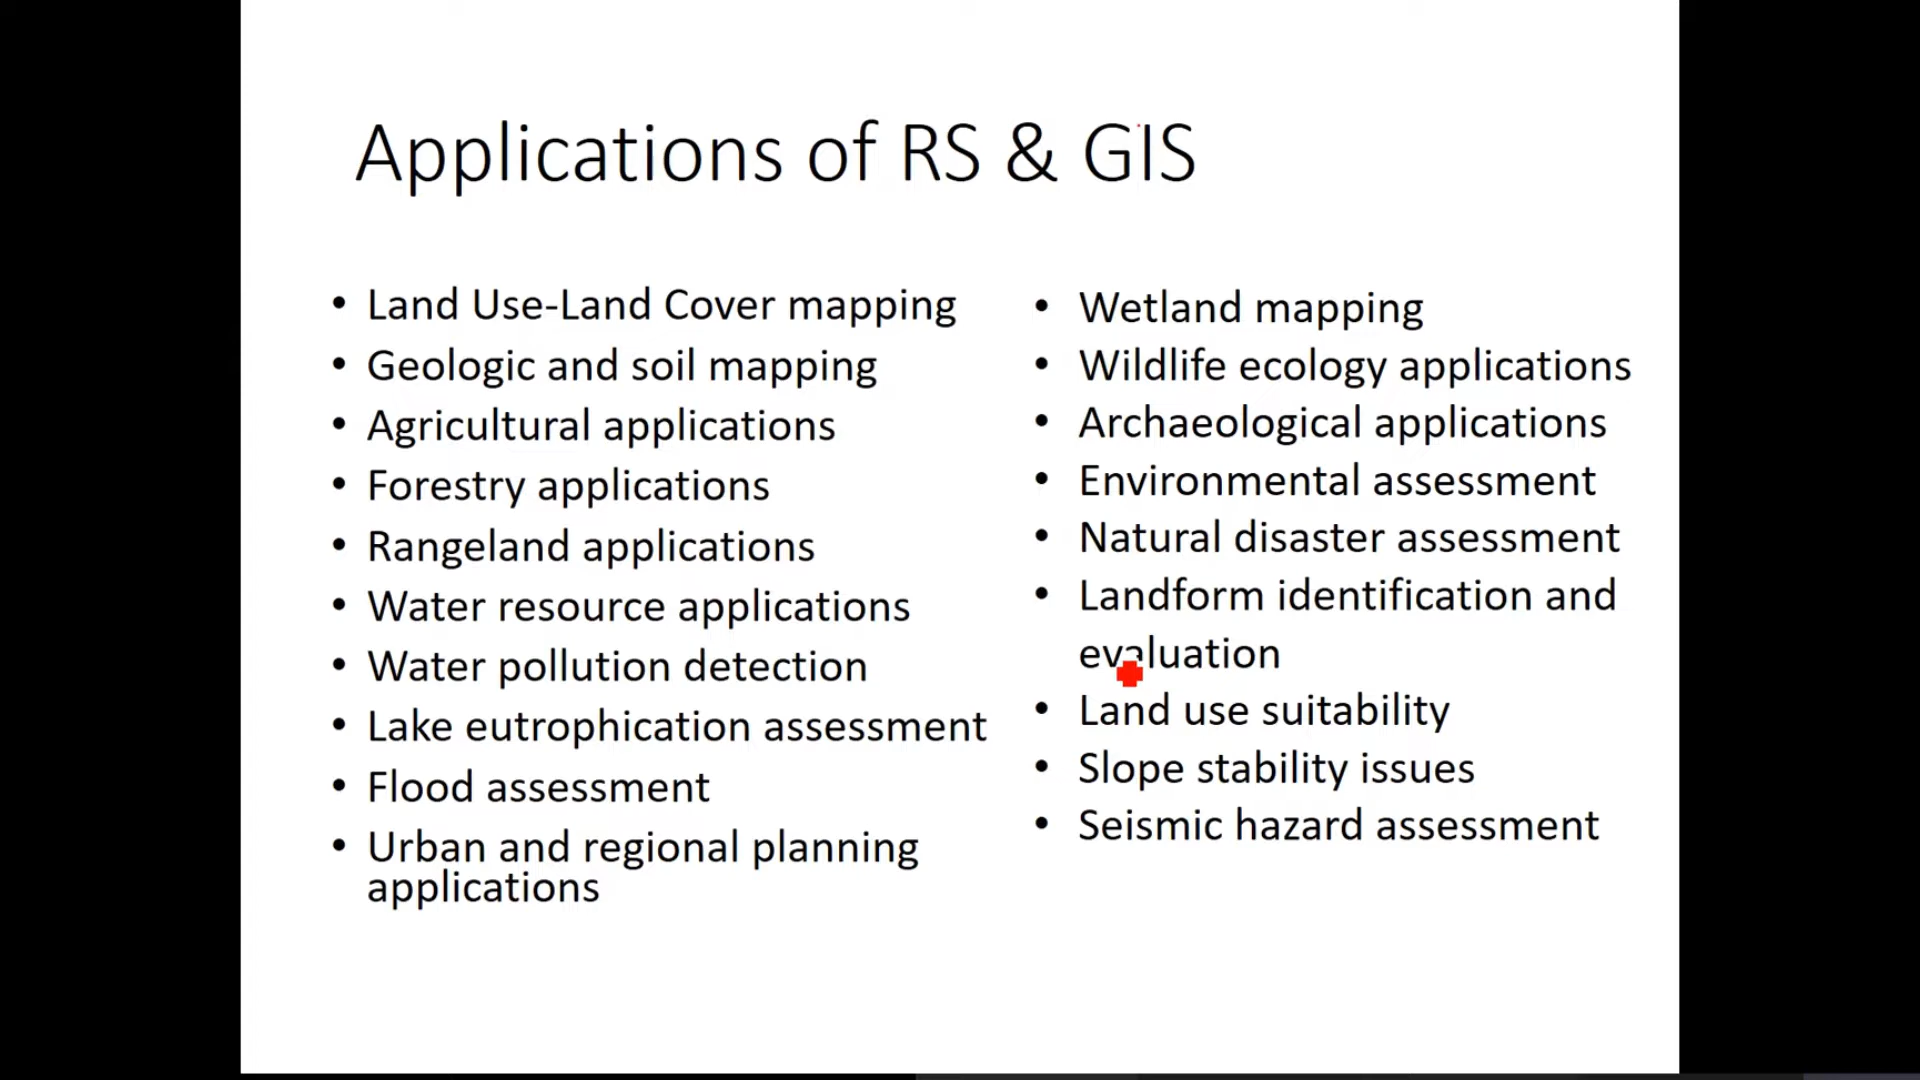 Applications of RS & GIS
• Land Use-Land Cover mapping
• Geologic and soil mapping
• Agricultural applications
• Forestry applications
• Rangeland applications
• Water resource applications
• Water pollution detection
• Lake eutrophication assessment
• Flood assessment
• Urban and regional planning
applications
• Wetland mapping
• Wildlife ecology applications
• Archaeological applications
• Environmental assessment
• Natural disaster assessment
• Landform identification and
evaluation
• Land use suitability
• Slope stability issues
• Seismic hazard assessment